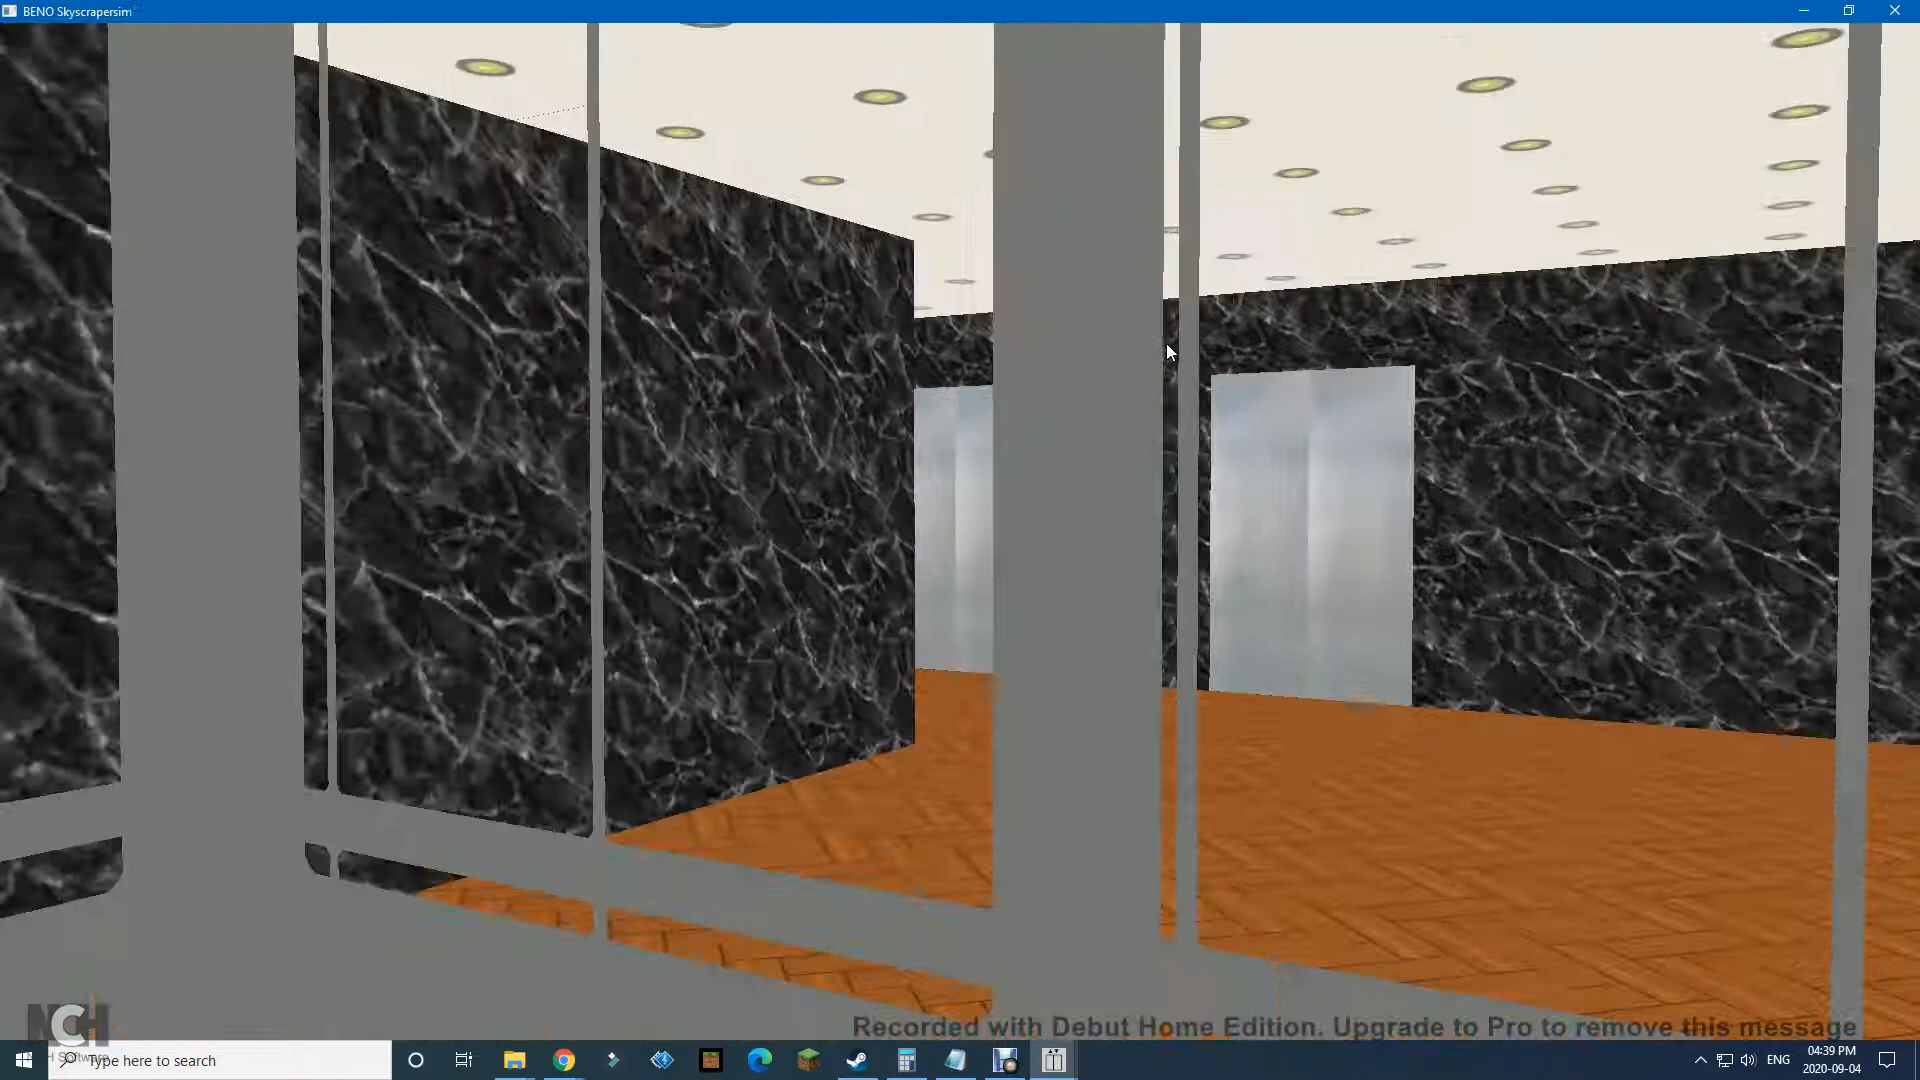 BENO Skyscrapersim
NCH
Recorded with Debut Home Edition. Upgrade to Pro to remove this message
Type here to search
ENG
04:39 PM
2020-09-04